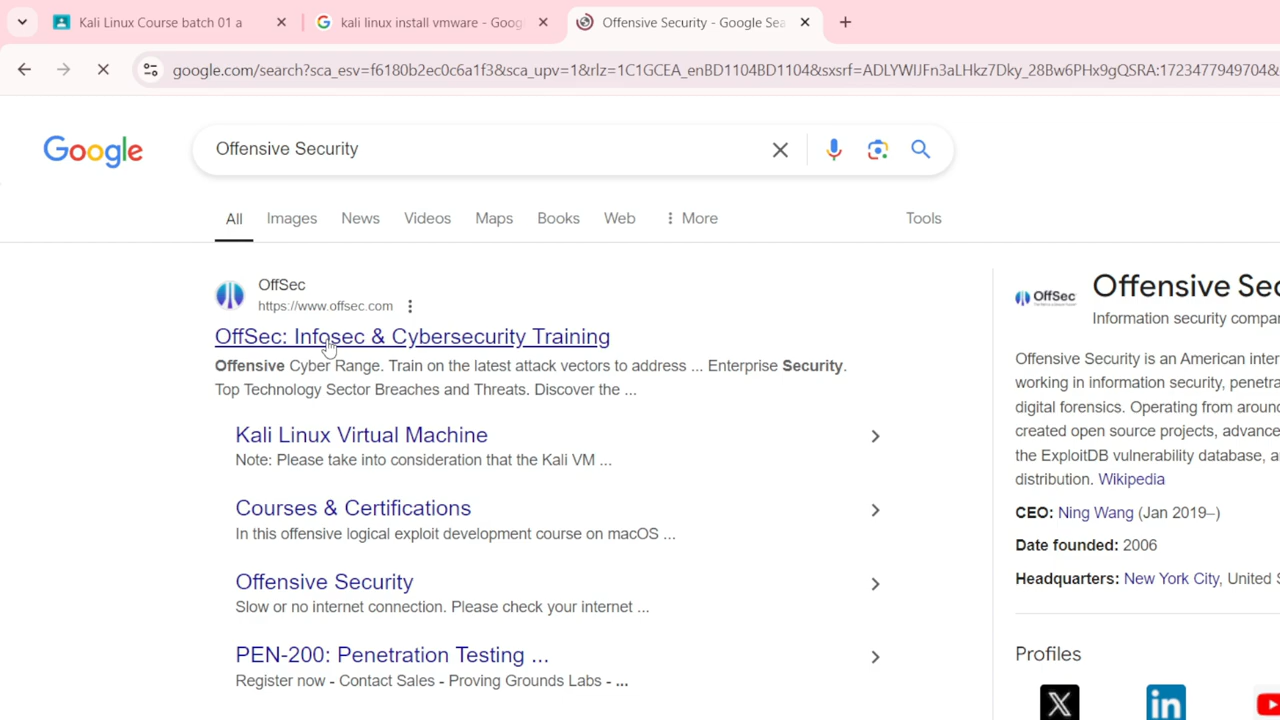 Kali Linux Course batch 01 a
kali linux install vmware - Goog
Offensive Security - Google Sea
google.com/search?sca_esv=f6180b2ec0c6a1f3&sca_upv=1&rlz=1C1GCEA_enBD1104BD1104&sxsrf=ADLYWIJFn3aLHkz7Dky_28Bw6PHx9gQSRA:1723477949704&
Google
Offensive Security
All Images News Videos Maps Books Web More Tools
OffSec
https://www.offsec.com
OffSec: Infosec & Cybersecurity Training
Offensive Cyber Range. Train on the latest attack vectors to address ... Enterprise Security.
Top Technology Sector Breaches and Threats. Discover the ...
Kali Linux Virtual Machine
Note: Please take into consideration that the Kali VM ...
Courses & Certifications
In this offensive logical exploit development course on macOS ...
Offensive Security
Slow or no internet connection. Please check your internet ...
PEN-200: Penetration Testing ...
Register now - Contact Sales - Proving Grounds Labs - ...
OffSec
Offensive Sec
Information security compan
Offensive Security is an American inter
working in information security, penetra
digital forensics. Operating from around
created open source projects, advance
the ExploitDB vulnerability database, a
distribution. Wikipedia
CEO: Ning Wang (Jan 2019–)
Date founded: 2006
Headquarters: New York City, United S
Profiles